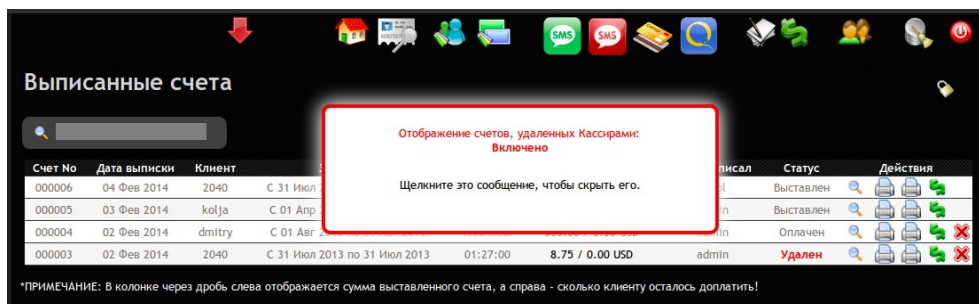 SMS SMS
Выписанные счета
Отображение счетов, удаленных Кассирами:
Включено
Щелкните это сообщение, чтобы скрыть его.
Счет No Дата выписки Клиент Статус Действия
000006 04 Фев 2014 2040 С 31 Июл Выставлен
000005 03 Фев 2014 kolja С 01 Апр Выставлен
000004 02 Фев 2014 dmitry С 01 Авг Оплачен
000003 02 Фев 2014 2040 С 31 Июл 2013 по 31 Июл 2013 01:27:00 8.75 / 0.00 USD admin Удален
*ПРИМЕЧАНИЕ: В колонке через дробь слева отображается сумма выставленного счета, а справа - сколько клиенту осталось доплатить!